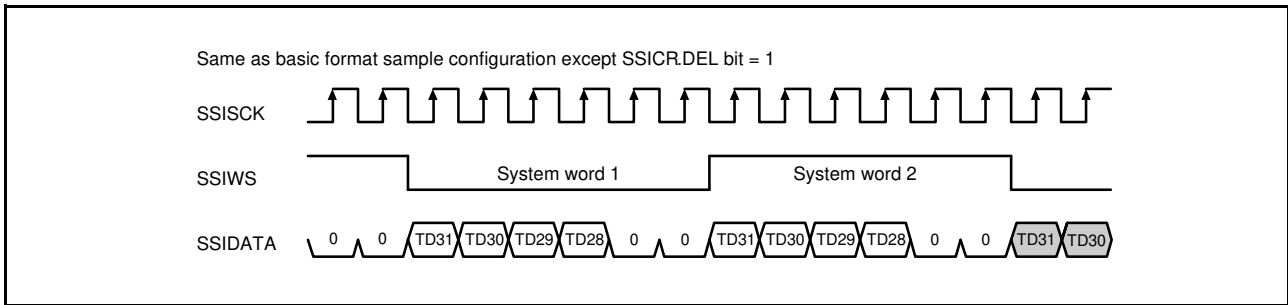 Same as basic format sample configuration except SSICR.DEL bit = 1
SSISCK
SSIWS System word 1 System word 2
SSIDATA 0 0 TD31 TD30 TD29 TD28 0 0 TD31 TD30 TD29 TD28 0 0 TD31 TD30